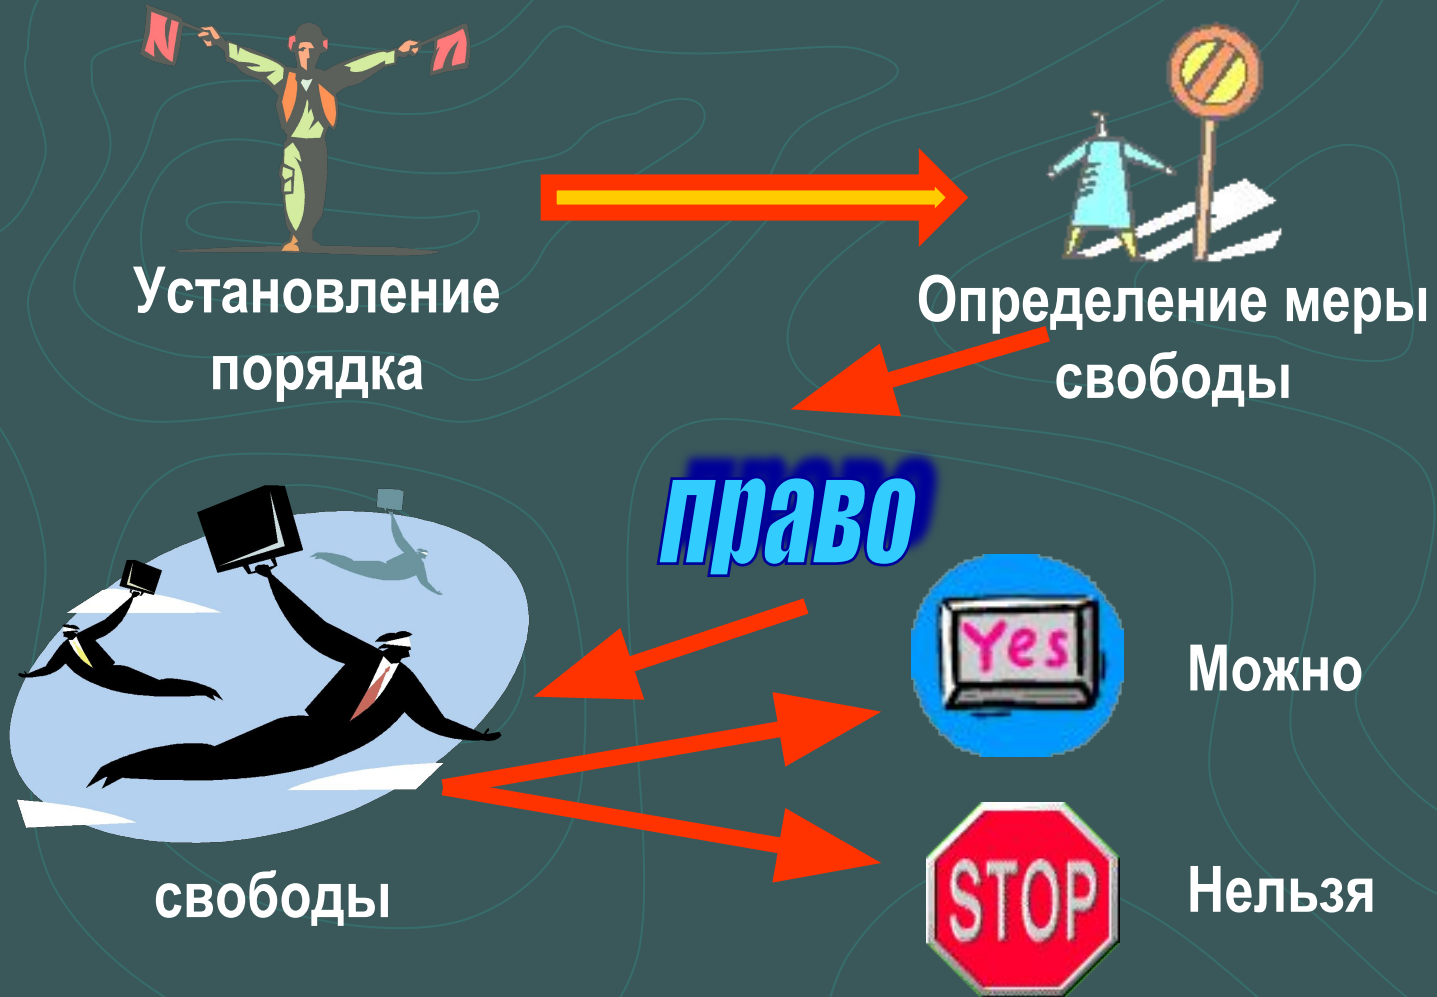 Установление
порядка
Определение меры
свободы
право
Yes
Можно
свободы
STOP
Нельзя